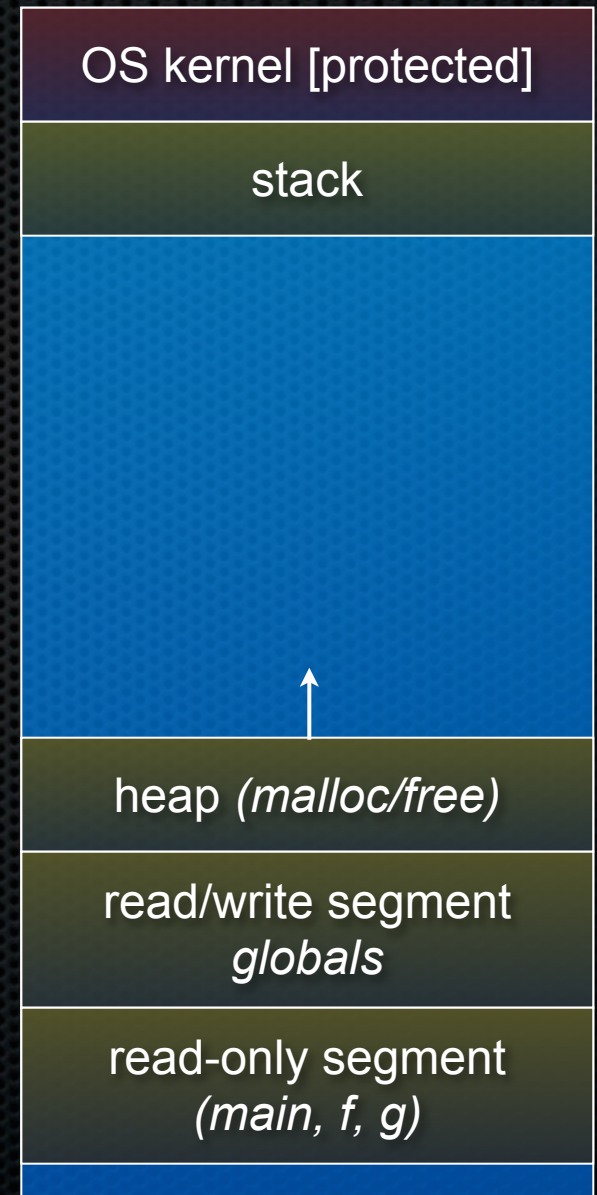 OS kernel [protected]
stack
heap (malloc/free)
read/write segment
globals
read-only segment
(main, f, g)